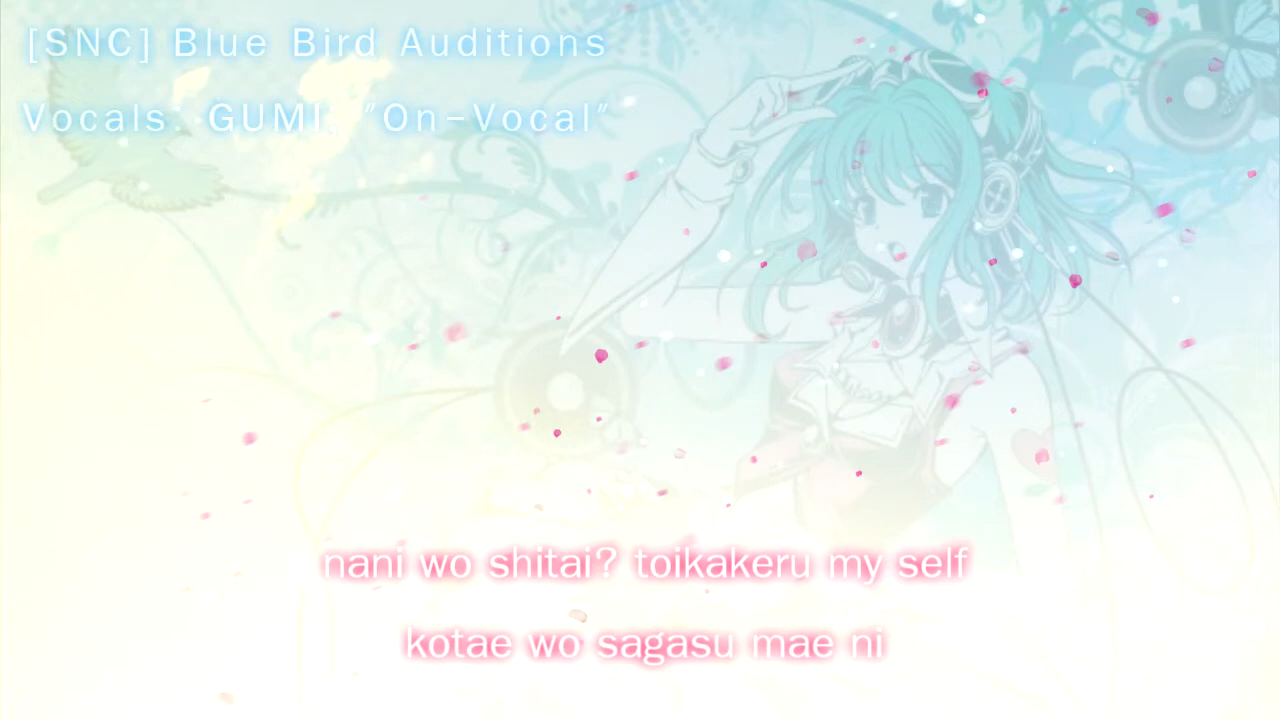 [SNC] Blue Bird Auditions
Vocals: GUMI, "On-Vocal"
nani wo shitai? toikakeru my self
kotae wo sagasu mae ni